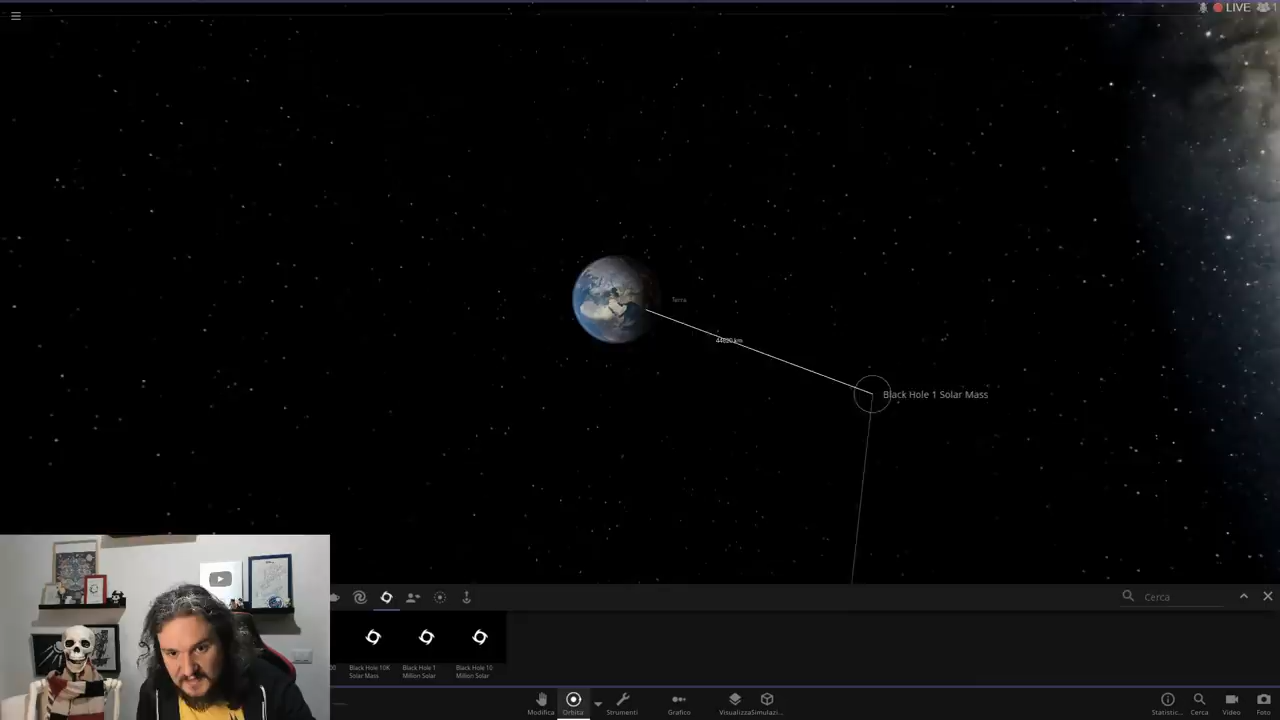 LIVE 1
Terra
Black Hole 1 Solar Mass
Cerca
Black Hole 10K
Solar Mass
Black Hole 1
Million Solar
Black Hole 10
Million Solar
Modifica
Orbita
Strumenti
Grafico
Visualizza
Simulazi...
Statistic...
Cerca
Video
Foto